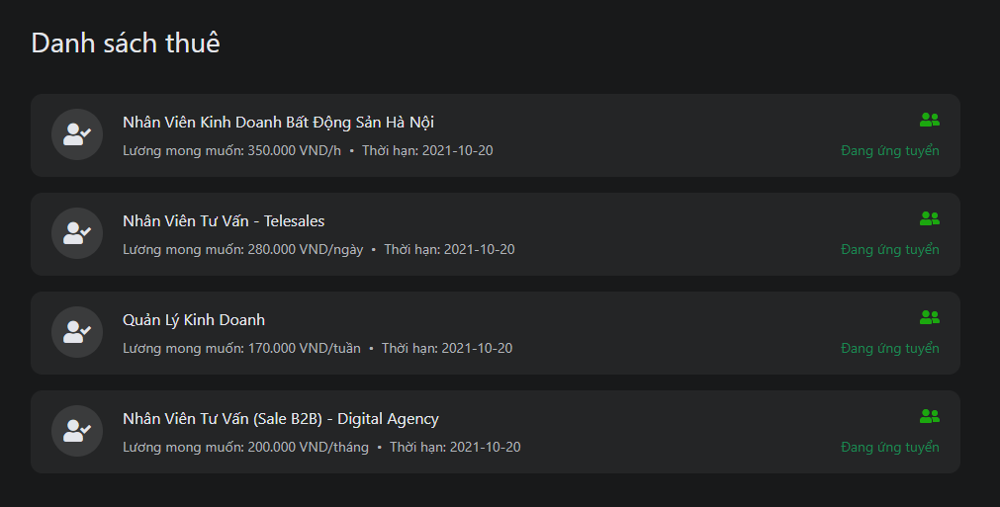 Danh sách thuê
Nhân Viên Kinh Doanh Bất Động Sản Hà Nội
Lương mong muốn: 350.000 VND/h • Thời hạn: 2021-10-20
Đang ứng tuyển
Nhân Viên Tư Vấn - Telesales
Lương mong muốn: 280.000 VND/ngày • Thời hạn: 2021-10-20
Đang ứng tuyển
Quản Lý Kinh Doanh
Lương mong muốn: 170.000 VND/tuần • Thời hạn: 2021-10-20
Đang ứng tuyển
Nhân Viên Tư Vấn (Sale B2B) - Digital Agency
Lương mong muốn: 200.000 VND/tháng • Thời hạn: 2021-10-20
Đang ứng tuyển